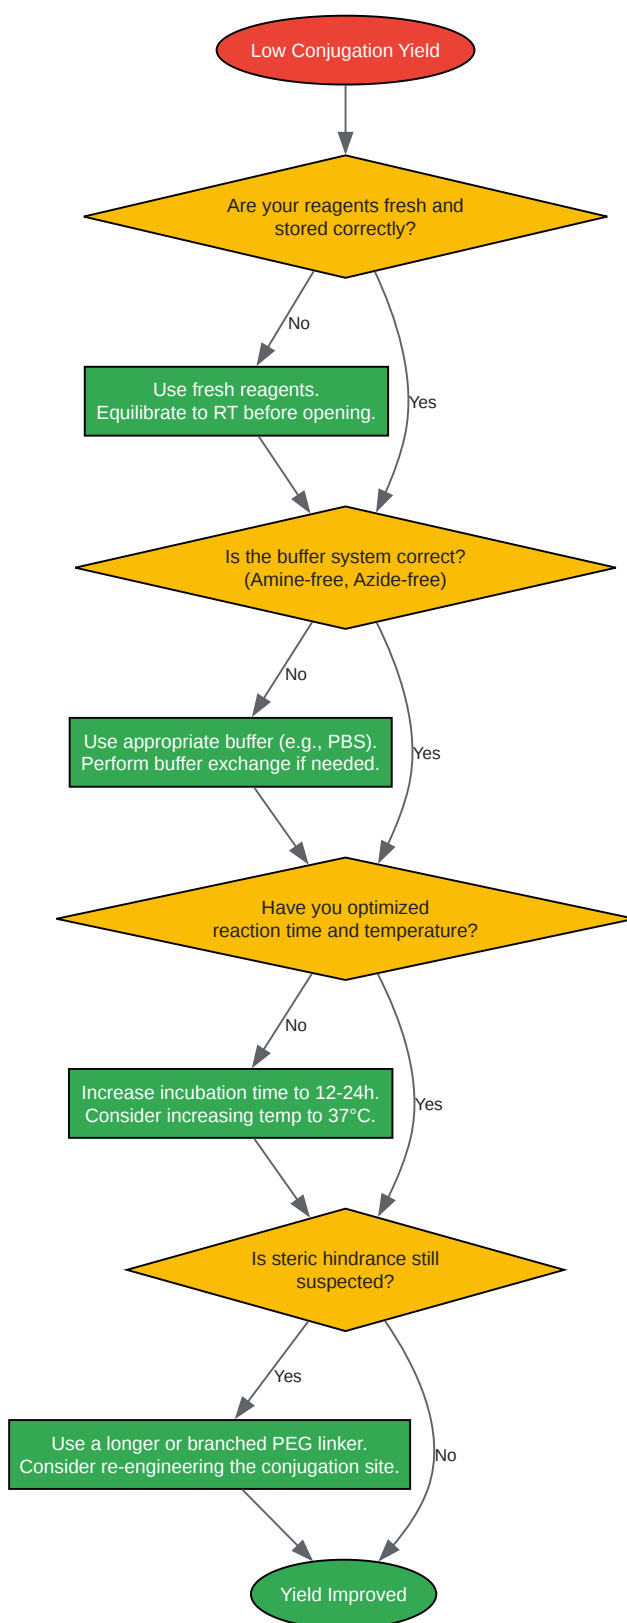 Low Conjugation Yield
Are your reagents fresh and
stored correctly?
No
Use fresh reagents.
Equilibrate to RT before opening.
Yes
Is the buffer system correct?
(Amine-free, Azide-free)
No
Use appropriate buffer (e.g., PBS).
Perform buffer exchange if needed.
Yes
Have you optimized
reaction time and temperature?
No
Increase incubation time to 12-24h.
Consider increasing temp to 37°C.
Yes
Is steric hindrance still
suspected?
Yes
Use a longer or branched PEG linker.
Consider re-engineering the conjugation site.
No
Yield Improved